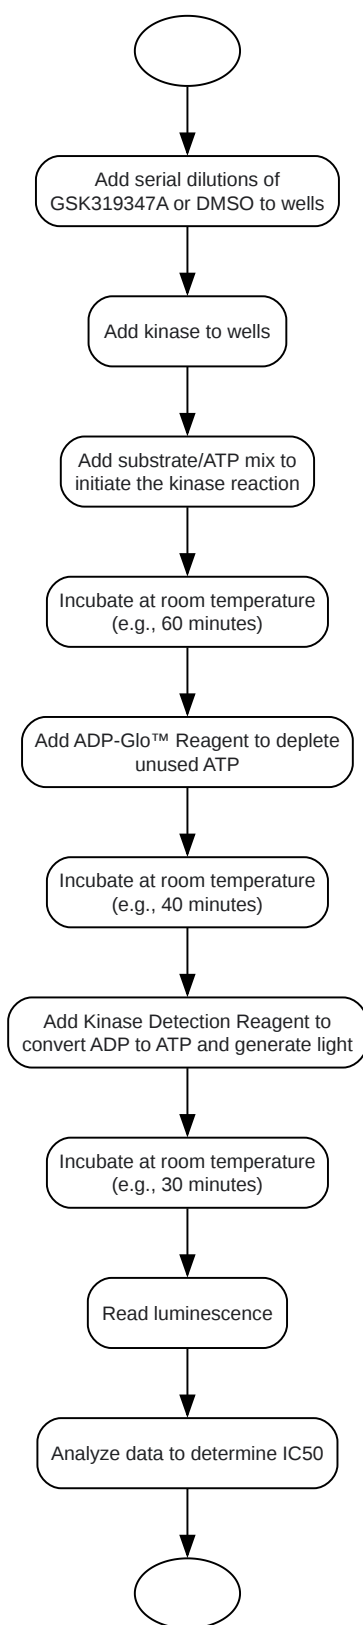 Add serial dilutions of
GSK319347A or DMSO to wells
Add kinase to wells
Add substrate/ATP mix to
initiate the kinase reaction
Incubate at room temperature
(e.g., 60 minutes)
Add ADP-Glo™ Reagent to deplete
unused ATP
Incubate at room temperature
(e.g., 40 minutes)
Add Kinase Detection Reagent to
convert ADP to ATP and generate light
Incubate at room temperature
(e.g., 30 minutes)
Read luminescence
Analyze data to determine IC50